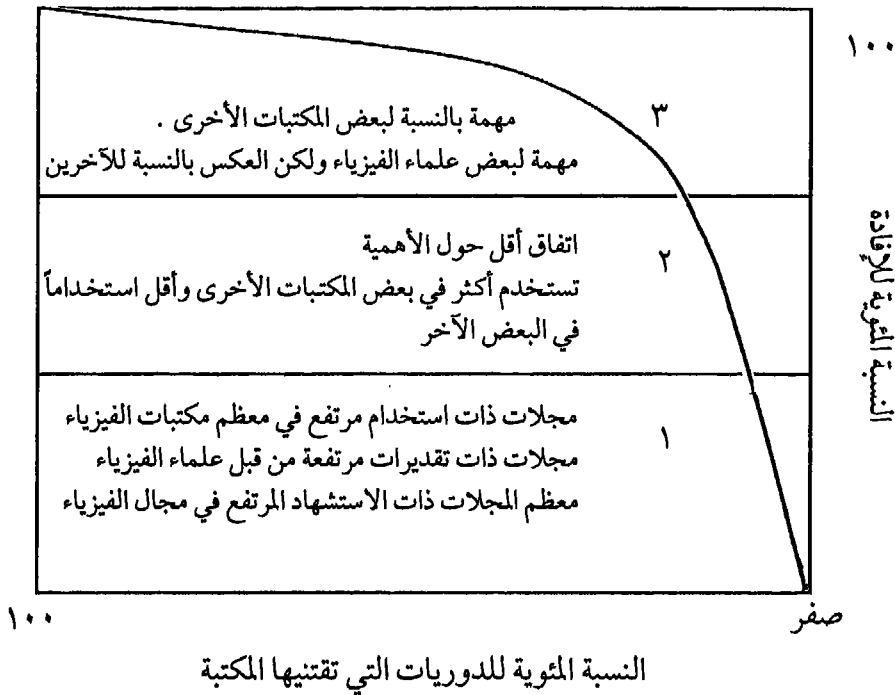 ١٠٠
٣
مهمة بالنسبة لبعض المكتبات الأخرى .
مهمة لبعض علماء الفيزياء ولكن العكس بالنسبة للآخرين
٢
اتفاق أقل حول الأهمية
تستخدم أكثر في بعض المكتبات الأخرى وأقل استخداماً
في البعض الآخر
١
مجلات ذات استخدام مرتفع في معظم مكتبات الفيزياء
مجلات ذات تقديرات مرتفعة من قبل علماء الفيزياء
معظم المجلات ذات الاستشهاد المرتفع في مجال الفيزياء
النسبة المئوية للإفادة
صفر
١٠٠
النسبة المئوية للدوريات التي تقتنيها المكتبة